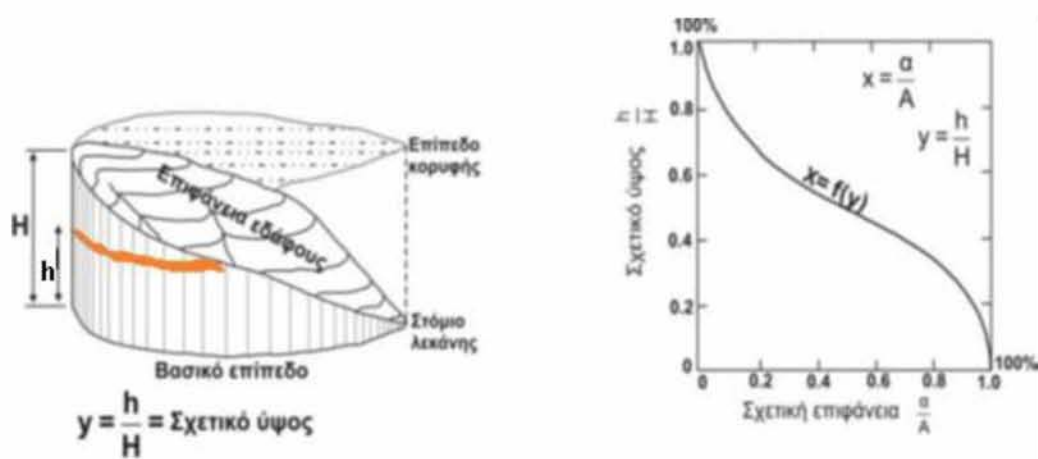 Επίπεδο
κορυφής
Επιφάνεια εδάφους
H
h
Στόμιο
λεκάνης
Βασικό επίπεδο
y = h/H = Σχετικό ύψος
100%
1.0
0.8
0.6
0.4
0.2
0
Σχετικό ύψος h/H
x = α/A
y = h/H
x= f(y)
100%
0 0.2 0.4 0.6 0.8 1.0
Σχετική επιφάνεια α/A